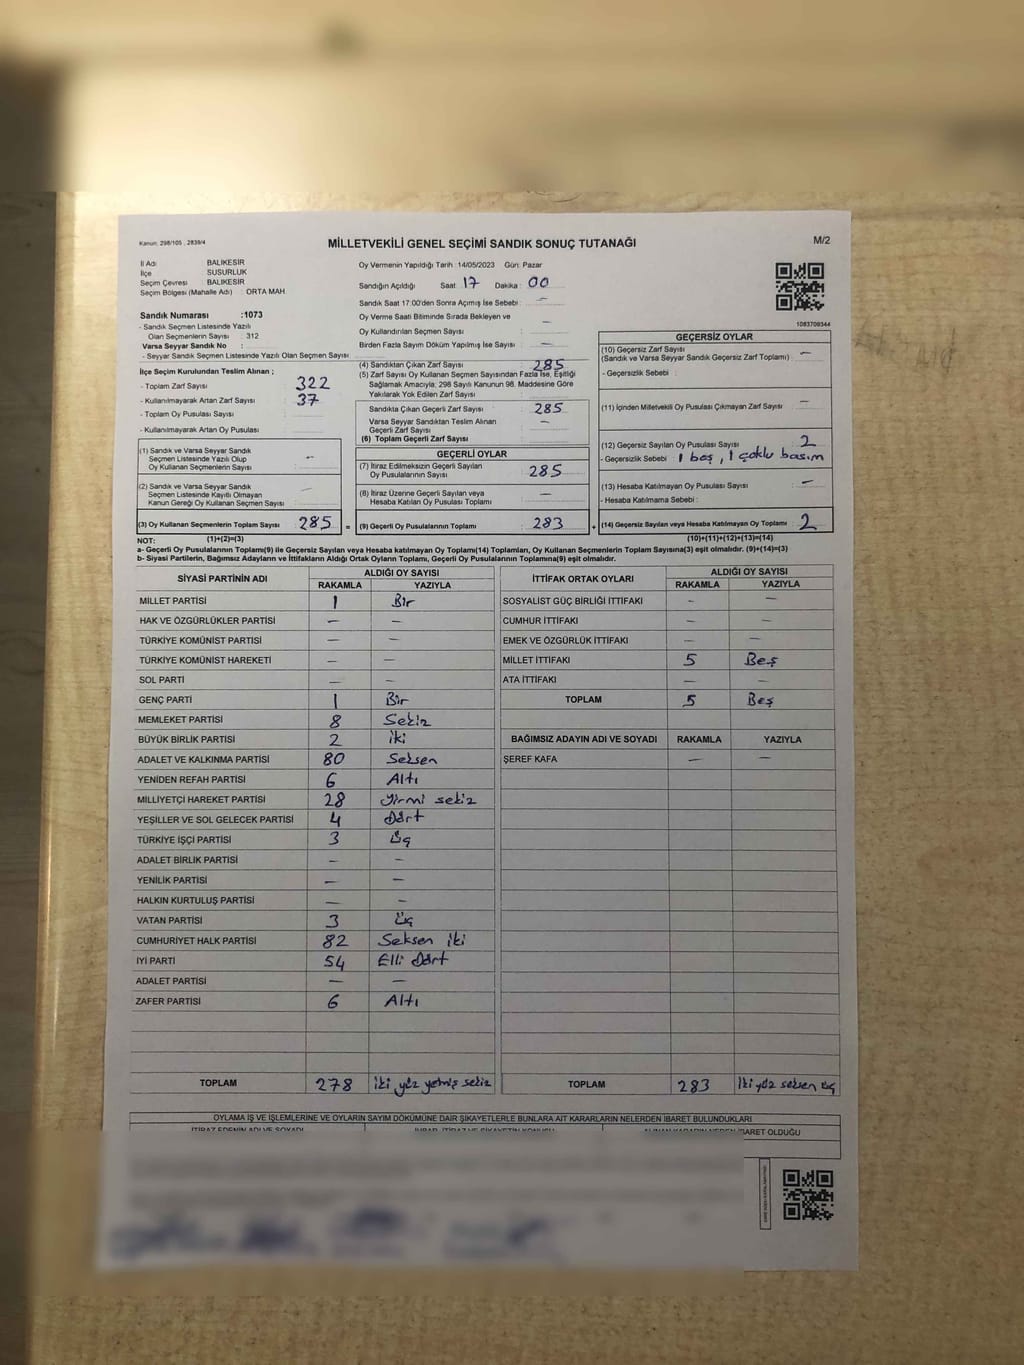 Kanun: 298/105 , 2839/4
MİLLETVEKİLİ GENEL SEÇİMİ SANDIK SONUÇ TUTANAĞI
M/2
İl Adı BALIKESİR
İlçe SUSURLUK
Seçim Çevresi : BALIKESİR
Seçim Bölgesi (Mahalle Adı) : ORTA MAH
Sandık Numarası :1073
- Sandık Seçmen Listesinde Yazılı
Olan Seçmenlerin Sayısı : 312
Varsa Seyyar Sandık No :
- Seyyar Sandık Seçmen Listesinde Yazılı Olan Seçmen Sayısı :
İlçe Seçim Kurulundan Teslim Alınan ;
- Toplam Zarf Sayısı : 322
- Kullanılmayarak Artan Zarf Sayısı : 37
- Toplam Oy Pusulası Sayısı :
- Kullanılmayarak Artan Oy Pusulası :
(1) Sandık ve Varsa Seyyar Sandık
Seçmen Listesinde Yazılı Olup
Oy Kullanan Seçmenlerin Sayısı : -
(2) Sandık ve Varsa Seyyar Sandık
Seçmen Listesinde Kayıtlı Olmayan
Kanun Gereği Oy Kullanan Seçmen Sayısı : -
(3) Oy Kullanan Seçmenlerin Toplam Sayısı : 285 =
Oy Vermenin Yapıldığı Tarih :14/05/2023 Gün: Pazar
Sandığın Açıldığı Saat: 17 Dakika : 00
Sandık Saat 17:00'den Sonra Açımış İse Sebebi : -
Oy Verme Saati Bitiminde Sırada Bekleyen ve
Oy Kullandırılan Seçmen Sayısı : -
Birden Fazla Sayım Döküm Yapılmış İse Sayısı : -
(4) Sandıktan Çıkan Zarf Sayısı : 285
(5) Zarf Sayısı Oy Kullanan Seçmen Sayısından Fazla İse, Eşitliği
Sağlamak Amacıyla; 298 Sayılı Kanunun 98. Maddesine Göre
Yakılarak Yok Edilen Zarf Sayısı :
Sandıkta Çıkan Geçerli Zarf Sayısı : 285
Varsa Seyyar Sandıktan Teslim Alınan
Geçerli Zarf Sayısı : -
(6) Toplam Geçerli Zarf Sayısı :
GEÇERLİ OYLAR
(7) İtiraz Edilmeksizin Geçerli Sayılan
Oy Pusulalarının Sayısı : 285
(8) İtiraz Üzerine Geçerli Sayılan veya
Hesaba Katılan Oy Pusulası Toplamı : -
(9) Geçerli Oy Pusulalarının Toplamı : 283 +
1083709344
GEÇERSİZ OYLAR
(10) Geçersiz Zarf Sayısı : -
(Sandık ve Varsa Seyyar Sandık Geçersiz Zarf Toplamı)
- Geçersizlik Sebebi :
(11) İçinden Milletvekili Oy Pusulası Çıkmayan Zarf Sayısı : -
(12) Geçersiz Sayılan Oy Pusulası Sayısı : 2
- Geçersizlik Sebebi : 1 boş, 1 çoklu basım
(13) Hesaba Katılmayan Oy Pusulası Sayısı : -
- Hesaba Katılmama Sebebi :
(14) Geçersiz Sayılan veya Hesaba Katılmayan Oy Toplamı : 2
NOT: (1)+(2)=(3) (10)+(11)+(12)+(13)=(14)
a- Geçerli Oy Pusulalarının Toplamı(9) ile Geçersiz Sayılan veya Hesaba katılmayan Oy Toplamı(14) Toplamları, Oy Kullanan Seçmenlerin Toplam Sayısına(3) eşit olmalıdır. (9)+(14)=(3)
b- Siyasi Partilerin, Bağımsız Adayların ve İttifakların Aldığı Ortak Oyların Toplamı, Geçerli Oy Pusulalarının Toplamına(9) eşit olmalıdır.
SİYASİ PARTİNİN ADI ALDIĞI OY SAYISI
RAKAMLA YAZIYLA
MİLLET PARTİSİ 1 Bir
HAK VE ÖZGÜRLÜKLER PARTİSİ - -
TÜRKİYE KOMÜNİST PARTİSİ - -
TÜRKİYE KOMÜNİST HAREKETİ - -
SOL PARTİ - -
GENÇ PARTİ 1 Bir
MEMLEKET PARTİSİ 8 Sekiz
BÜYÜK BİRLİK PARTİSİ 2 iki
ADALET VE KALKINMA PARTİSİ 80 Seksen
YENİDEN REFAH PARTİSİ 6 Altı
MİLLİYETÇİ HAREKET PARTİSİ 28 Yirmi sekiz
YEŞİLLER VE SOL GELECEK PARTİSİ 4 Dört
TÜRKİYE İŞÇİ PARTİSİ 3 üç
ADALET BİRLİK PARTİSİ - -
YENİLİK PARTİSİ - -
HALKIN KURTULUŞ PARTİSİ - -
VATAN PARTİSİ 3 üç
CUMHURİYET HALK PARTİSİ 82 Seksen iki
İYİ PARTİ 54 Elli Dört
ADALET PARTİSİ - -
ZAFER PARTİSİ 6 Altı
TOPLAM 278 iki yüz yetmiş sekiz
İTTİFAK ORTAK OYLARI ALDIĞI OY SAYISI
RAKAMLA YAZIYLA
SOSYALİST GÜÇ BİRLİĞİ İTTİFAKI - -
CUMHUR İTTİFAKI - -
EMEK VE ÖZGÜRLÜK İTTİFAKI - -
MİLLET İTTİFAKI 5 Beş
ATA İTTİFAKI - -
TOPLAM 5 Beş
BAĞIMSIZ ADAYIN ADI VE SOYADI RAKAMLA YAZIYLA
ŞEREF KAFA - -
TOPLAM 283 İki yüz seksen üç
OYLAMA İŞ VE İŞLEMLERİNE VE OYLARIN SAYIM DÖKÜMÜNE DAİR ŞİKAYETLERLE BUNLARA AİT KARARLARIN NELERDEN İBARET BULUNDUKLARI
İTİRAZ EDENİN ADI VE SOYADI